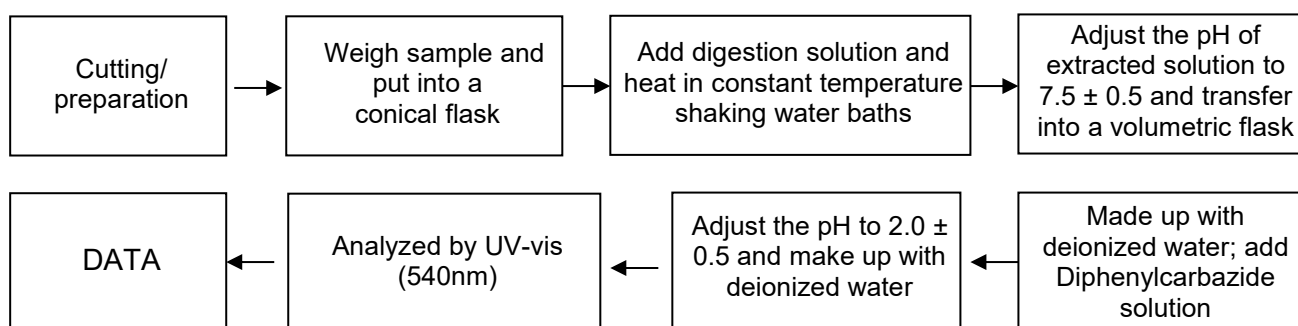 Cutting/
preparation
Weigh sample and
put into a
conical flask
Add digestion solution and
heat in constant temperature
shaking water baths
Adjust the pH of
extracted solution to
7.5 ± 0.5 and transfer
into a volumetric flask
Made up with
deionized water; add
Diphenylcarbazide
solution
Adjust the pH to 2.0 ±
0.5 and make up with
deionized water
Analyzed by UV-vis
(540nm)
DATA